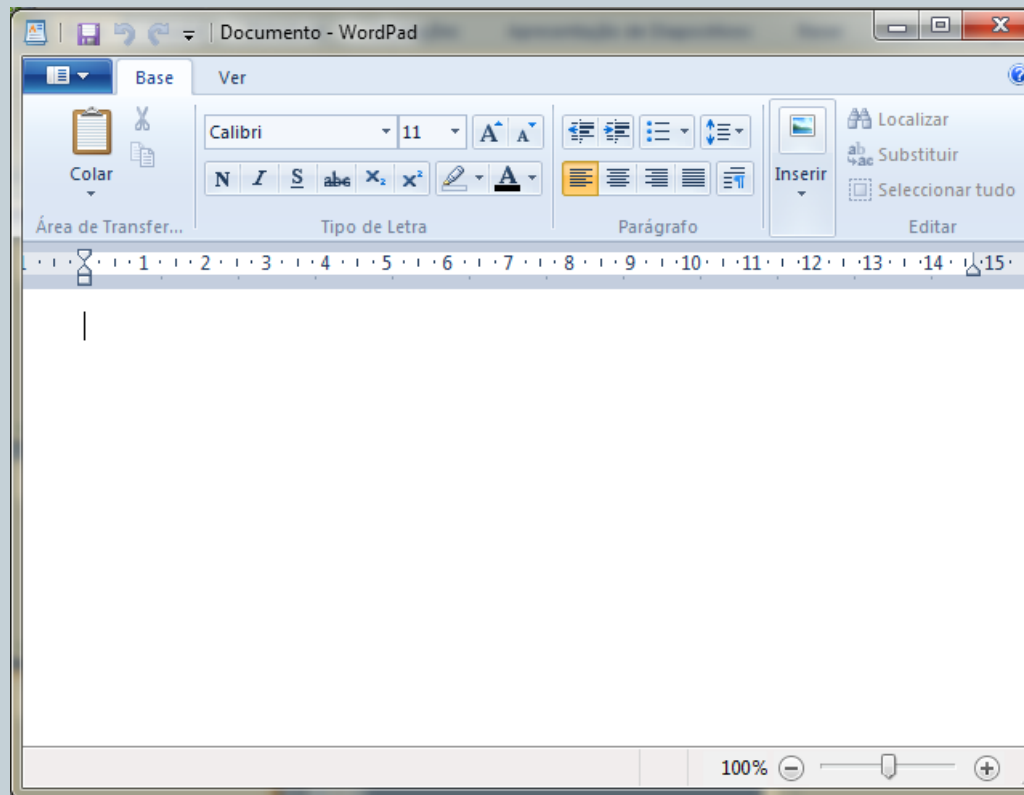 Documento - WordPad
Base Ver
Colar
Calibri 11 A A
N I S abc X₂ X² A
Inserir
Localizar
Substituir
Seleccionar tudo
Área de Transfer... Tipo de Letra Parágrafo Editar
1 1 2 3 4 5 6 7 8 9 10 11 12 13 14 15
100%